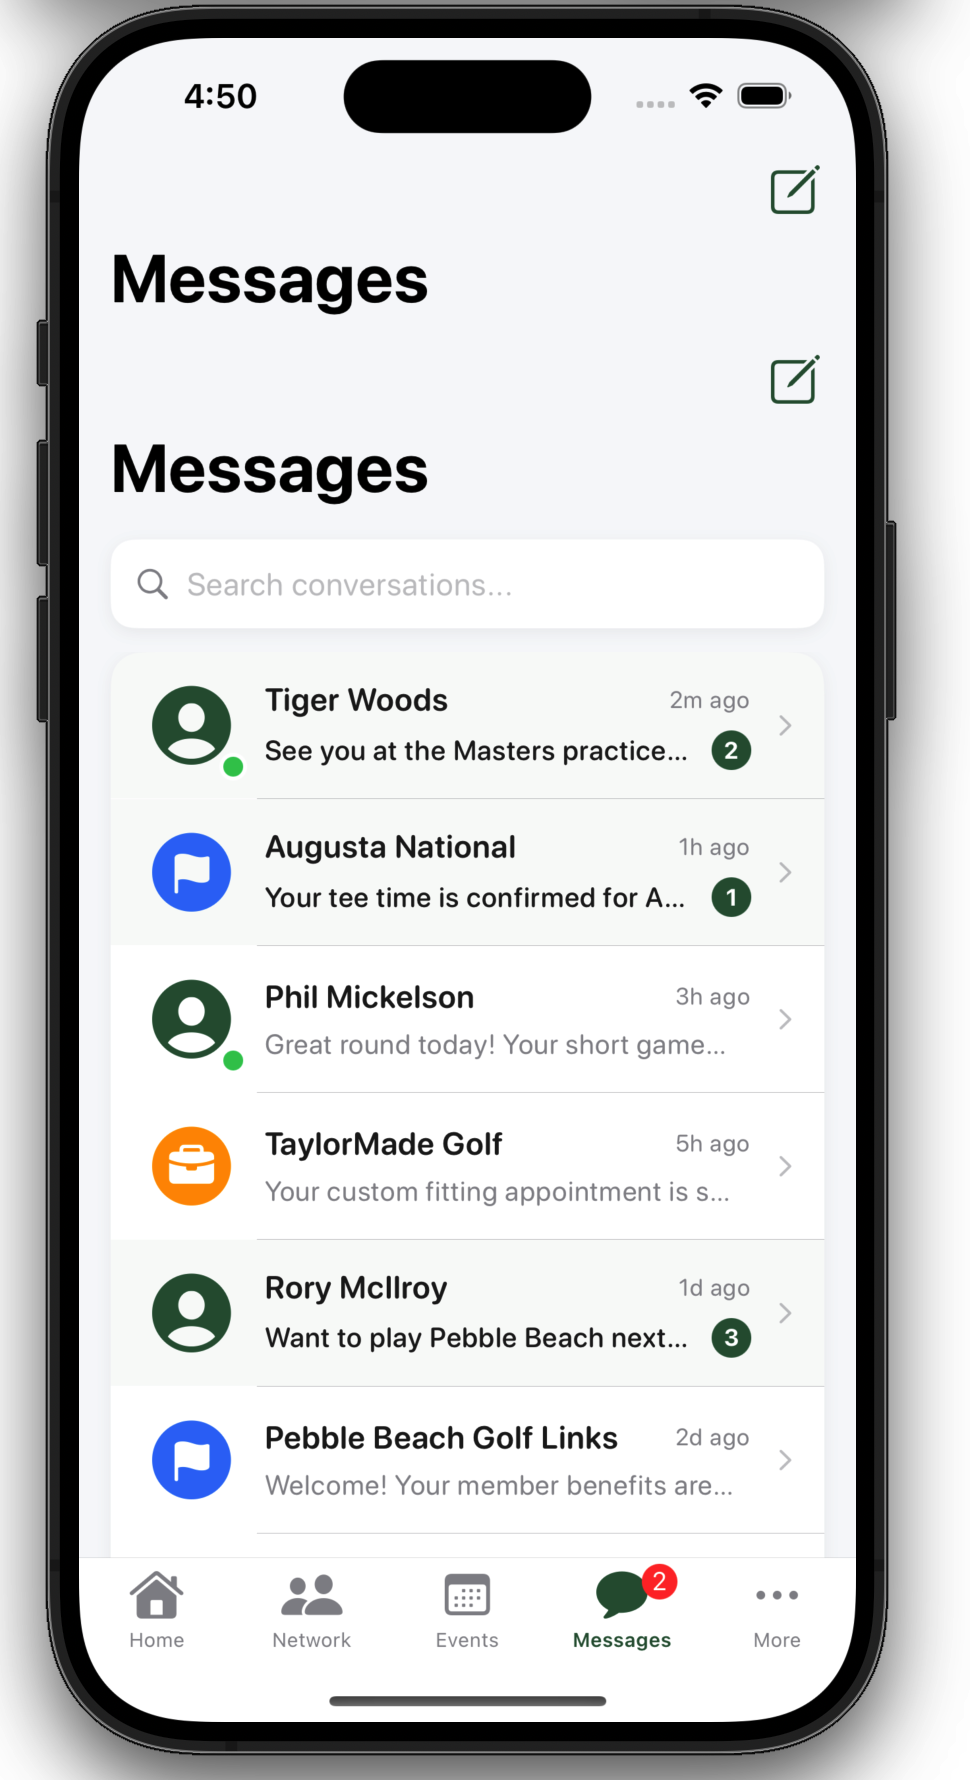 4:50
Messages
Messages
Search conversations...
Tiger Woods
2m ago
See you at the Masters practice...
2
Augusta National
1h ago
Your tee time is confirmed for A...
1
Phil Mickelson
3h ago
Great round today! Your short game...
TaylorMade Golf
5h ago
Your custom fitting appointment is s...
Rory McIlroy
1d ago
Want to play Pebble Beach next...
3
Pebble Beach Golf Links
2d ago
Welcome! Your member benefits are...
2
Home
Network
Events
Messages
More